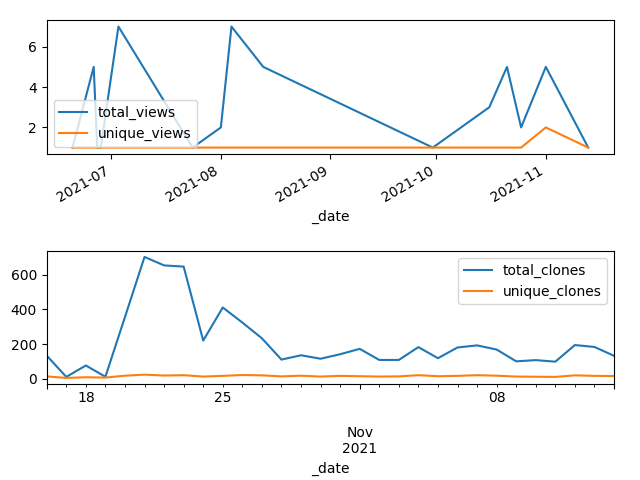 6
4
2
total_views
unique_views
2021-07
2021-08
2021-09
2021-10
2021-11
_date
600
400
200
0
total_clones
unique_clones
18
25
08
Nov
2021
_date